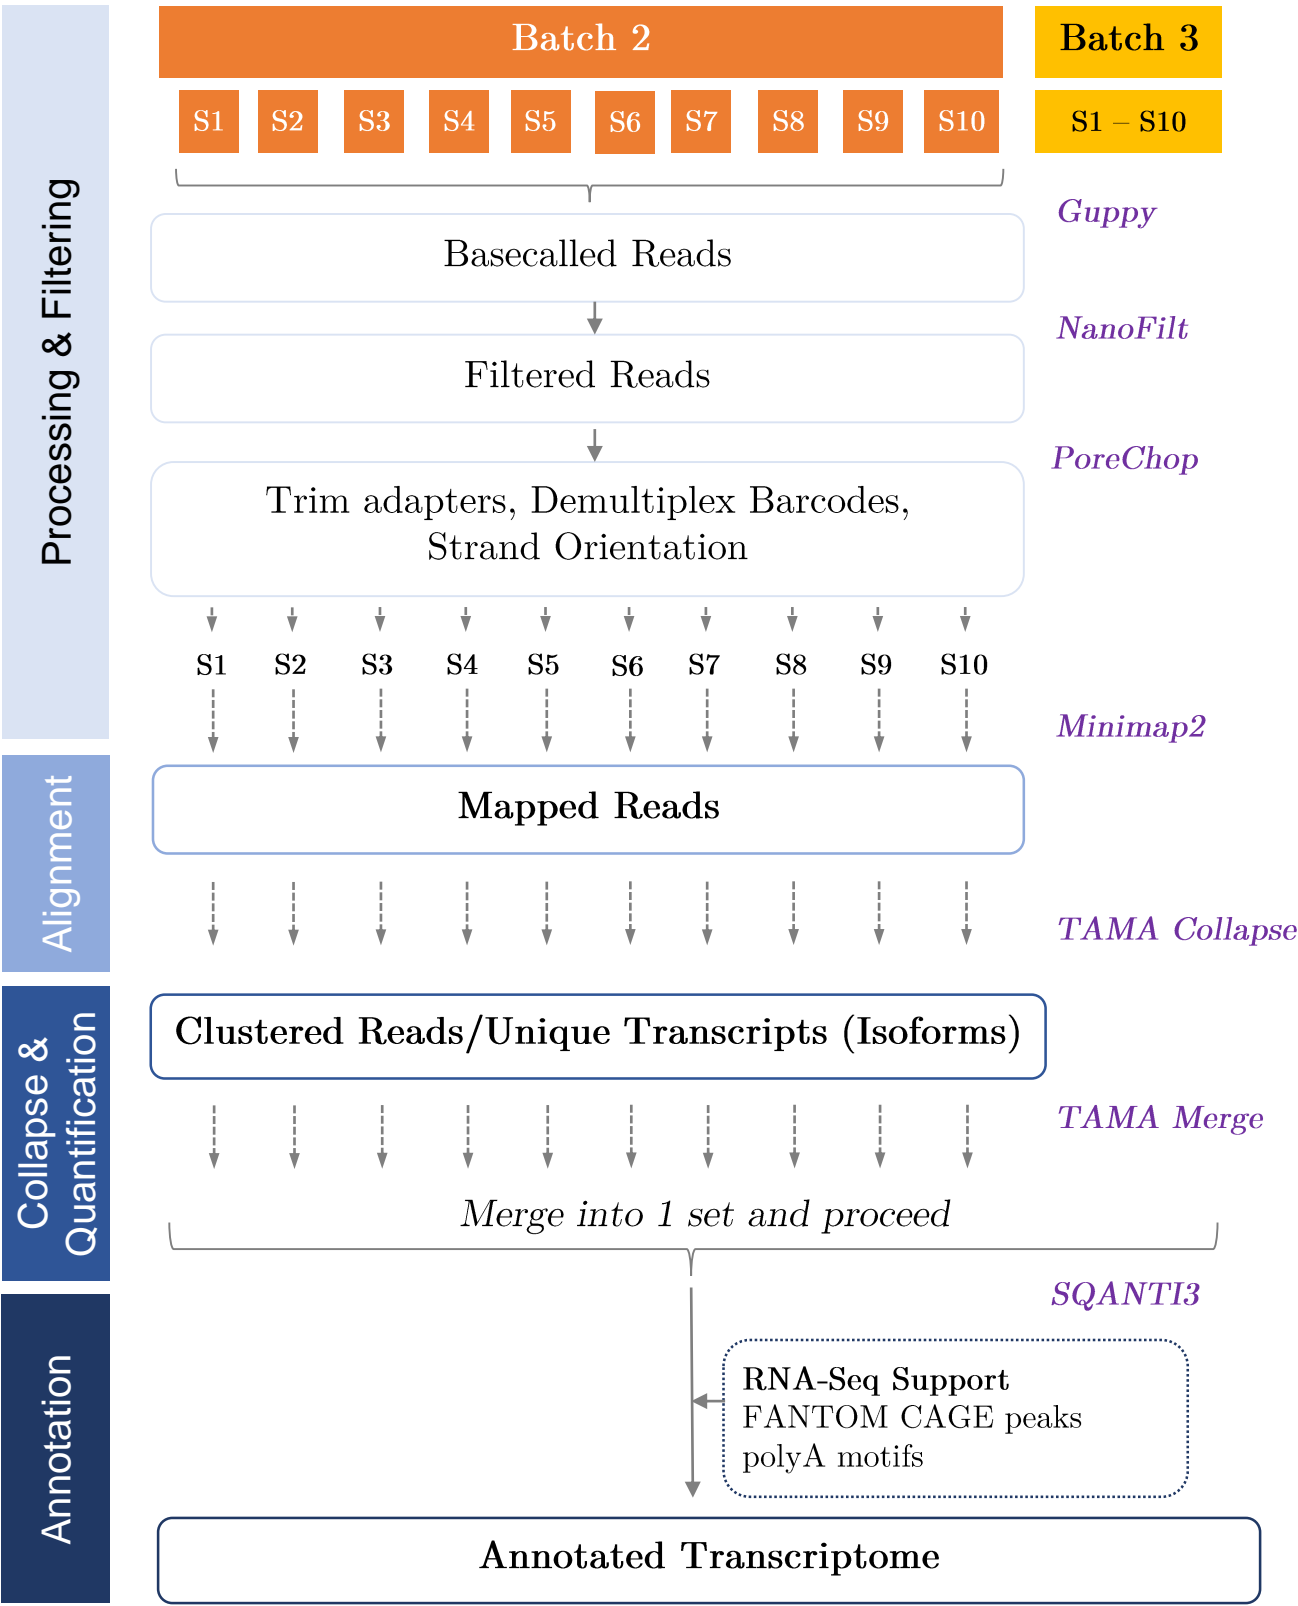 Batch 2
Batch 3
S1 S2 S3 S4 S5 S6 S7 S8 S9 S10
S1 – S10
Processing & Filtering
Guppy
Basecalled Reads
NanoFilt
Filtered Reads
PoreChop
Trim adapters, Demultiplex Barcodes,
Strand Orientation
S1 S2 S3 S4 S5 S6 S7 S8 S9 S10
Minimap2
Alignment
Mapped Reads
TAMA Collapse
Collapse &
Quantification
Clustered Reads/Unique Transcripts (Isoforms)
TAMA Merge
Merge into 1 set and proceed
SQANTI3
Annotation
RNA-Seq Support
FANTOM CAGE peaks
polyA motifs
Annotated Transcriptome